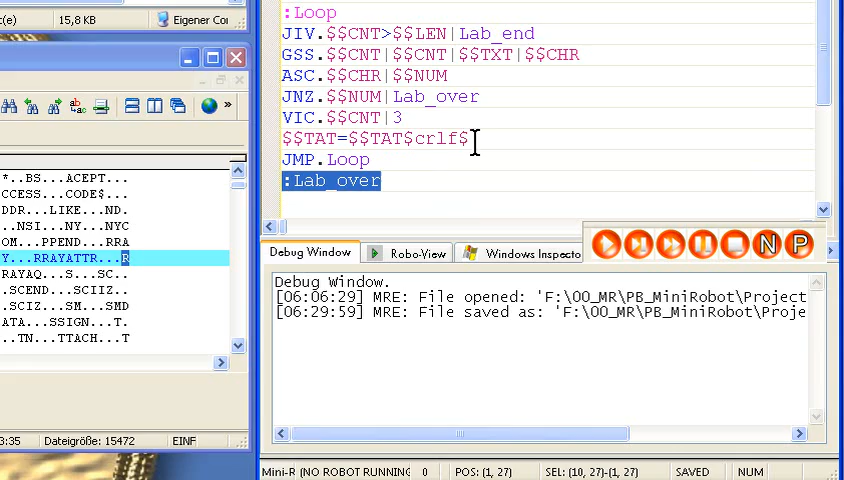 t(e)
15,8 KB
Eigener Cor
*..BS...ACEPT...
CCESS...CODE$...
DDR...LIKE...ND.
...NSI...NY...NYC
OM...PPEND...RRA
Y...RRAYATTR...R
RAYAQ...S...SC..
.SCEND...SCIIZ..
.SCIZ...SM...SMD
ATA...SSIGN...T.
..TN...TTACH...T
3:35
Dateigröße: 15472
EINF
:Loop
JIV.$$CNT>$$LEN|Lab_end
GSS.$$CNT|$$CNT|$$TXT|$$CHR
ASC.$$CHR|$$NUM
JNZ.$$NUM|Lab_over
VIC.$$CNT|3
$$TAT=$$TAT$crlf$
JMP.Loop
:Lab_over
N P
Debug Window
Robo-View
Windows Inspecto
Debug Window.
[06:06:29] MRE: File opened: 'F:\OO_MR\PB_MiniRobot\Project
[06:29:59] MRE: File saved as: 'F:\OO_MR\PB_MiniRobot\Proje
Mini-R
(NO ROBOT RUNNING
0
POS: (1, 27)
SEL: (10, 27)-(1, 27)
SAVED
NUM